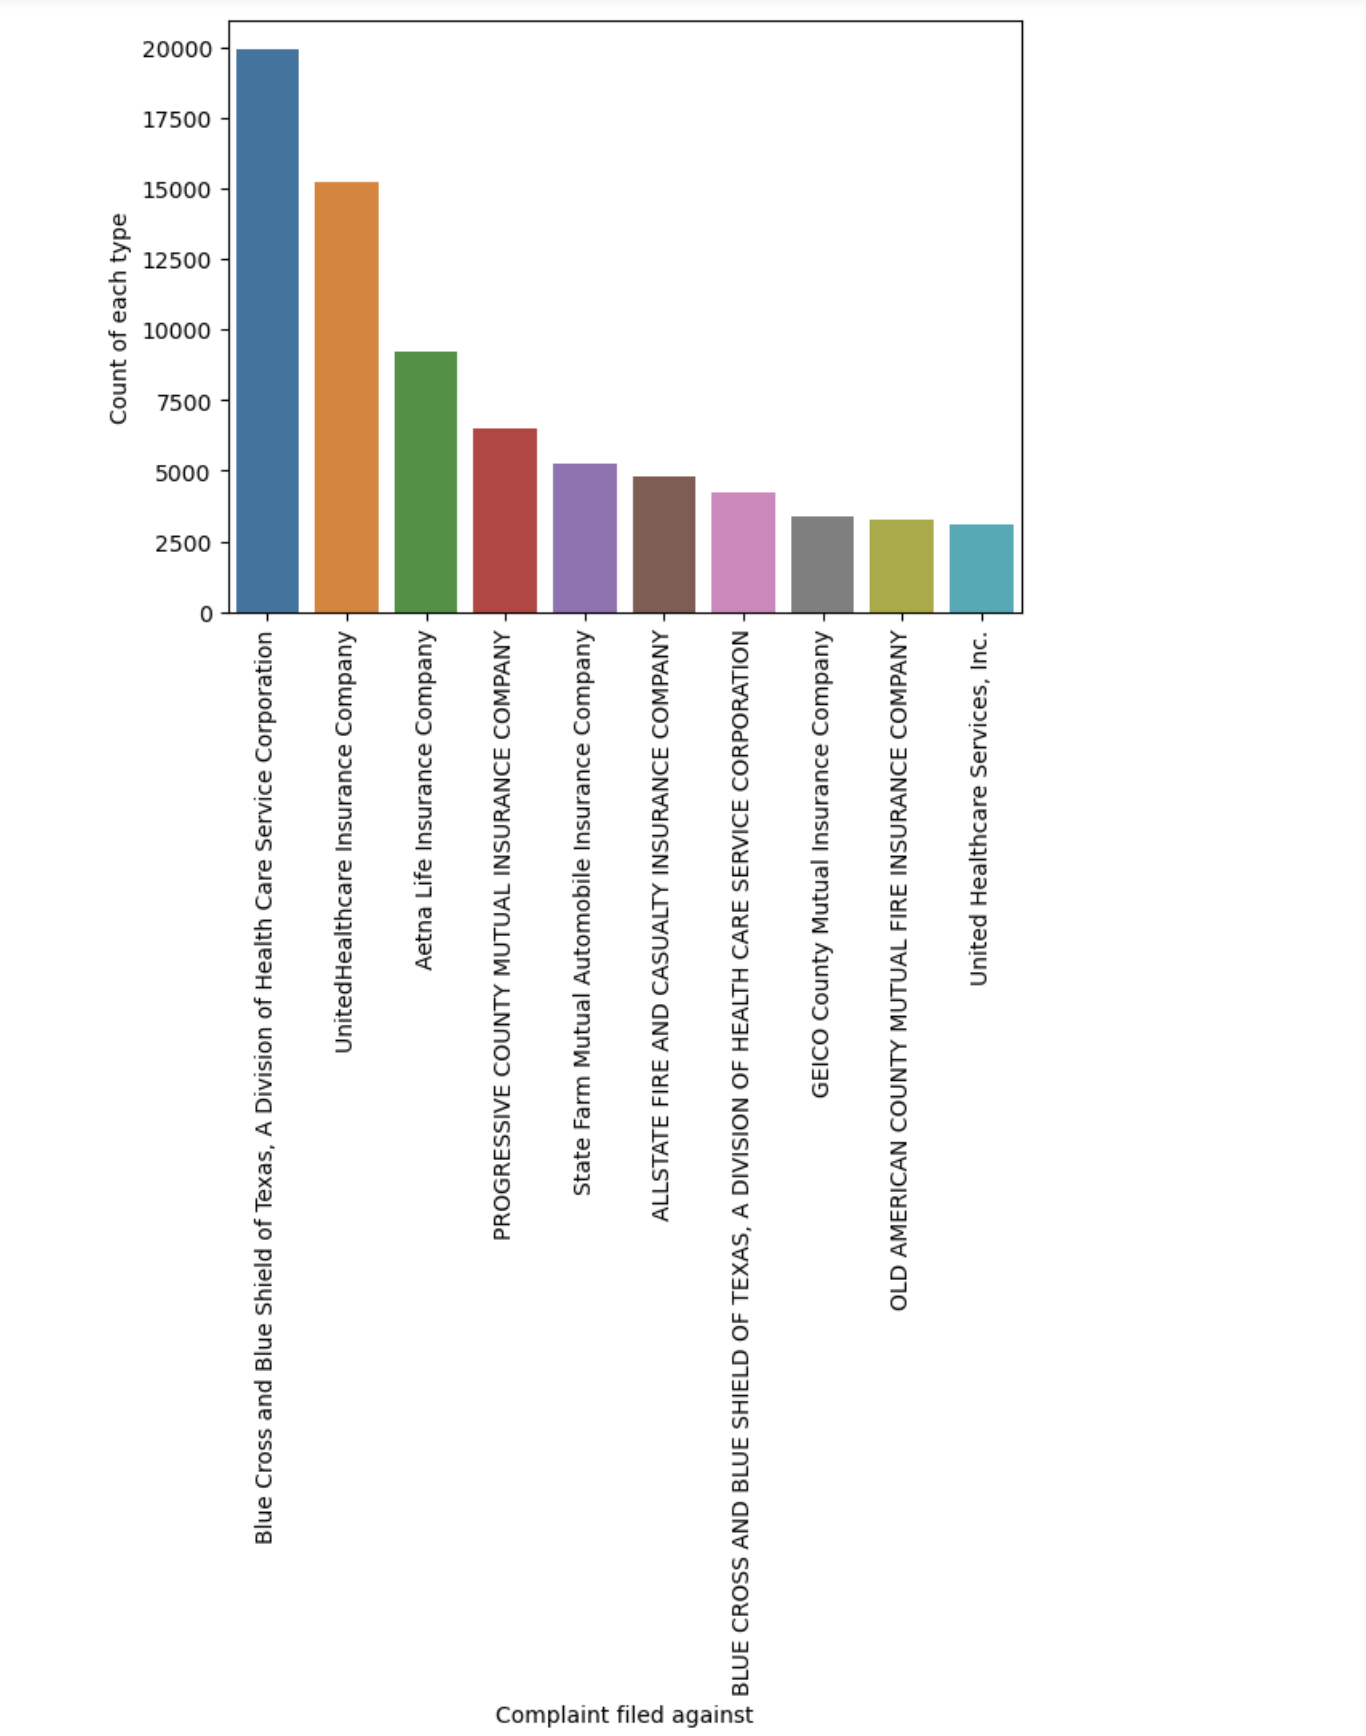 20000
17500
15000
12500
10000
7500
5000
2500
0
Count of each type
Blue Cross and Blue Shield of Texas, A Division of Health Care Service Corporation
UnitedHealthcare Insurance Company
Aetna Life Insurance Company
PROGRESSIVE COUNTY MUTUAL INSURANCE COMPANY
State Farm Mutual Automobile Insurance Company
ALLSTATE FIRE AND CASUALTY INSURANCE COMPANY
BLUE CROSS AND BLUE SHIELD OF TEXAS, A DIVISION OF HEALTH CARE SERVICE CORPORATION
GEICO County Mutual Insurance Company
OLD AMERICAN COUNTY MUTUAL FIRE INSURANCE COMPANY
United Healthcare Services, Inc.
Complaint filed against